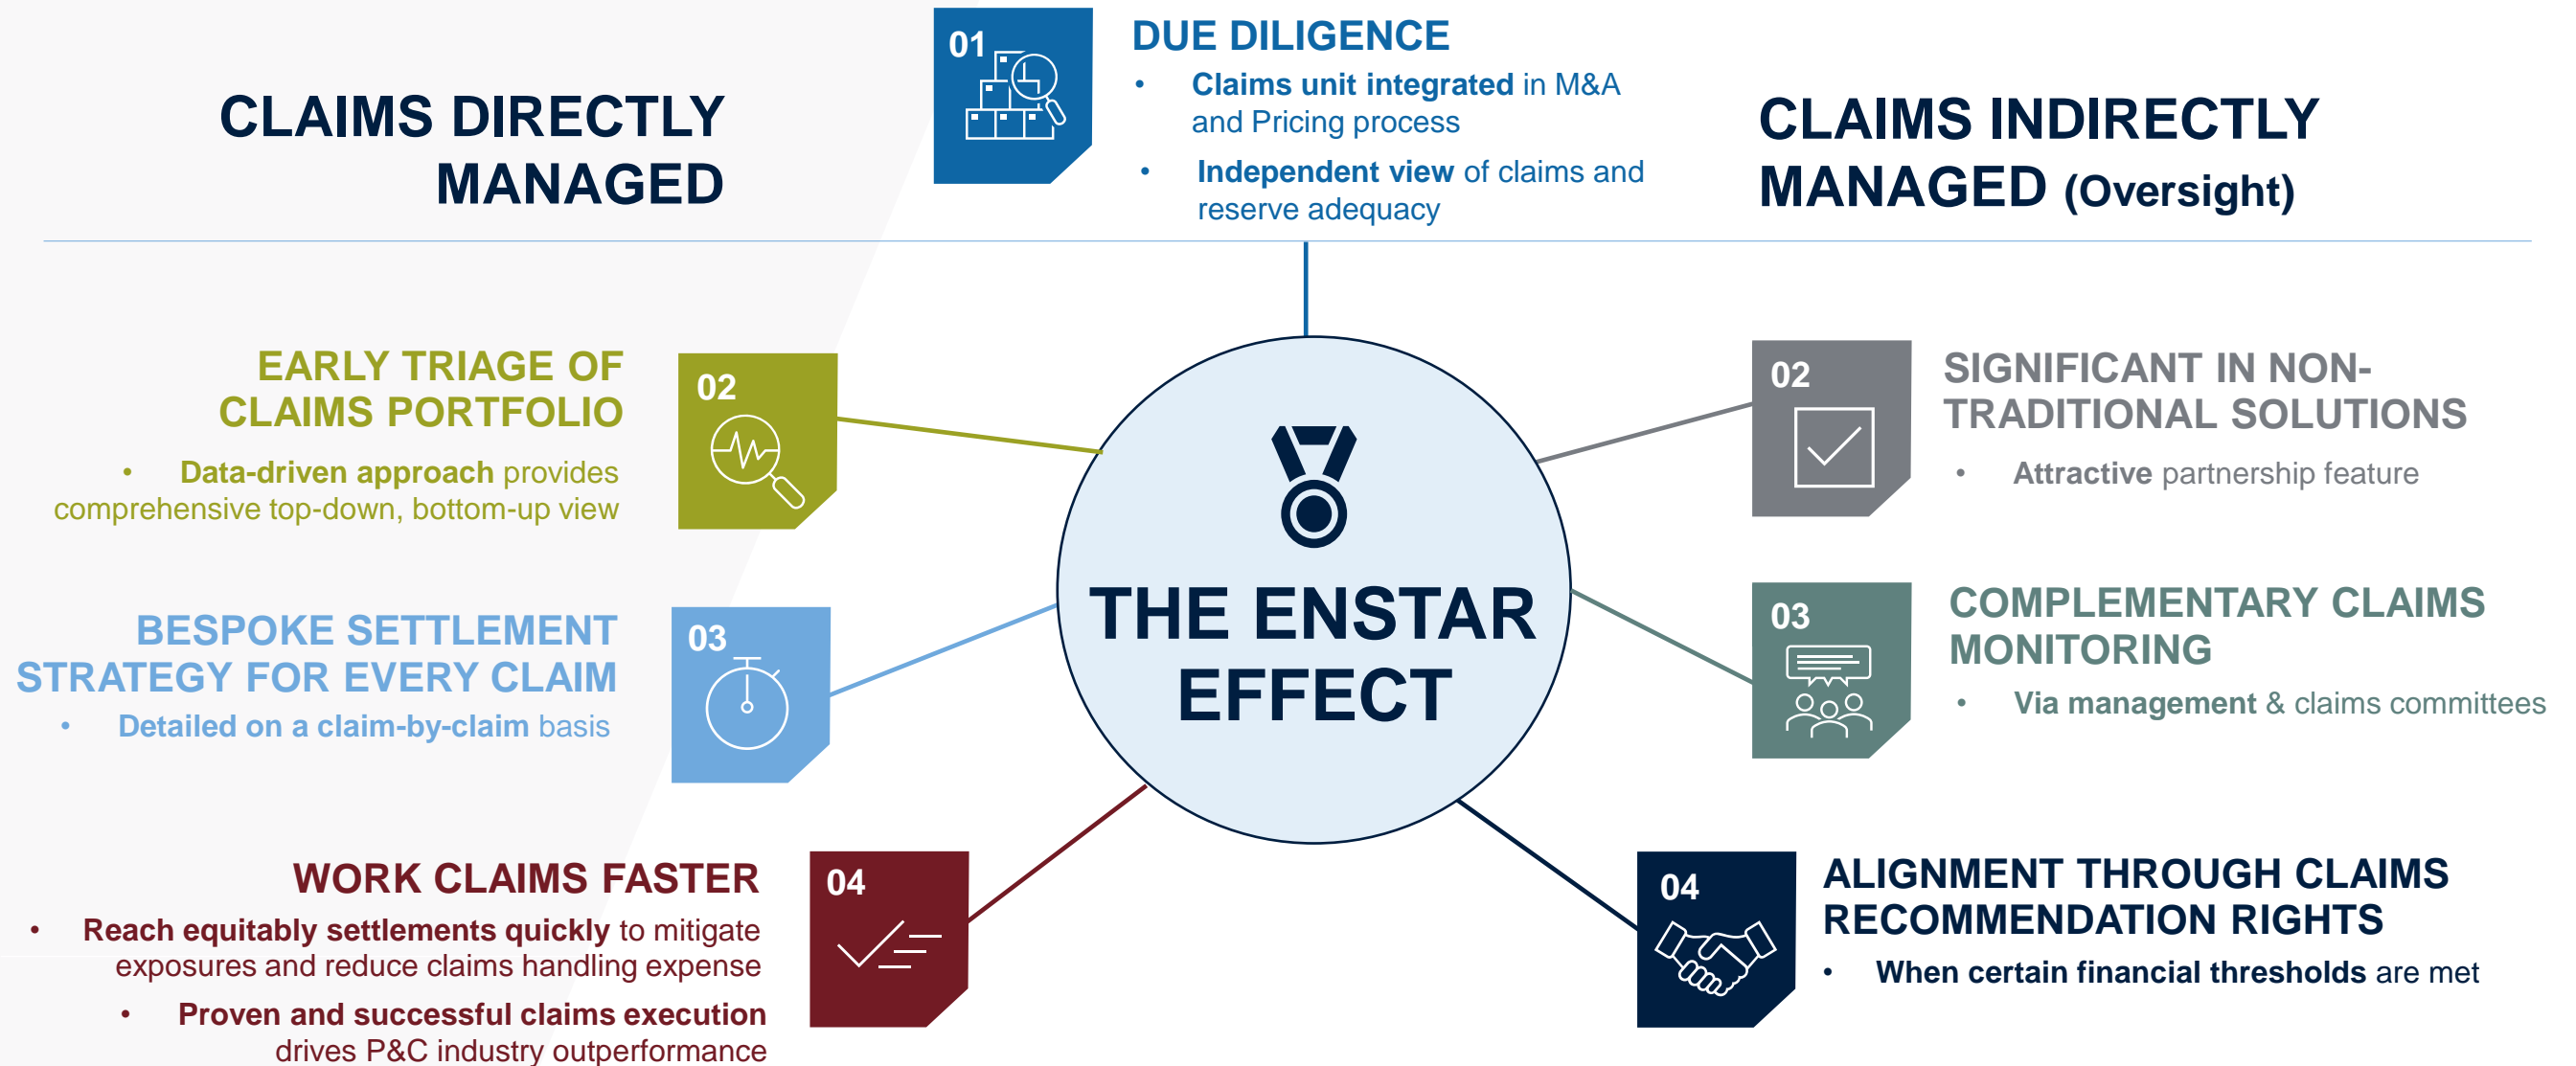 CLAIMS DIRECTLY
MANAGED
01
DUE DILIGENCE
• Claims unit integrated in M&A
and Pricing process
• Independent view of claims and
reserve adequacy
CLAIMS INDIRECTLY
MANAGED (Oversight)
EARLY TRIAGE OF
CLAIMS PORTFOLIO
• Data-driven approach provides
comprehensive top-down, bottom-up view
02
BESPOKE SETTLEMENT
STRATEGY FOR EVERY CLAIM
• Detailed on a claim-by-claim basis
03
WORK CLAIMS FASTER
• Reach equitably settlements quickly to mitigate
exposures and reduce claims handling expense
• Proven and successful claims execution
drives P&C industry outperformance
04
THE ENSTAR
EFFECT
02
SIGNIFICANT IN NON-
TRADITIONAL SOLUTIONS
• Attractive partnership feature
03
COMPLEMENTARY CLAIMS
MONITORING
• Via management & claims committees
04
ALIGNMENT THROUGH CLAIMS
RECOMMENDATION RIGHTS
• When certain financial thresholds are met